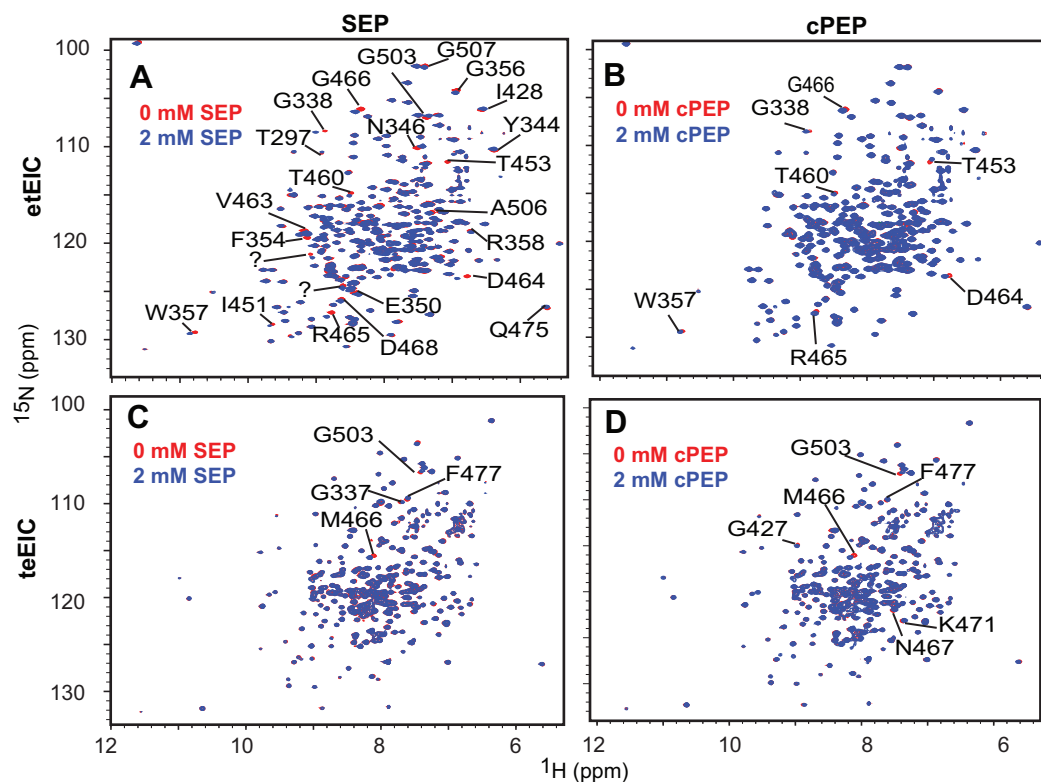 SEP
cPEP
etEIC
teEIC
15N (ppm)
1H (ppm)
A
0 mM SEP
2 mM SEP
G503
G507
G466
G356
G338
I428
N346
Y344
T297
T453
T460
V463
A506
F354
R358
?
?
D464
E350
I451
W357
R465
D468
Q475
100
110
120
130
B
0 mM cPEP
2 mM cPEP
G466
G338
T453
T460
W357
D464
R465
C
0 mM SEP
2 mM SEP
G503
F477
G337
M466
100
110
120
130
12
10
8
6
D
0 mM cPEP
2 mM cPEP
G503
F477
M466
G427
K471
N467
12
10
8
6